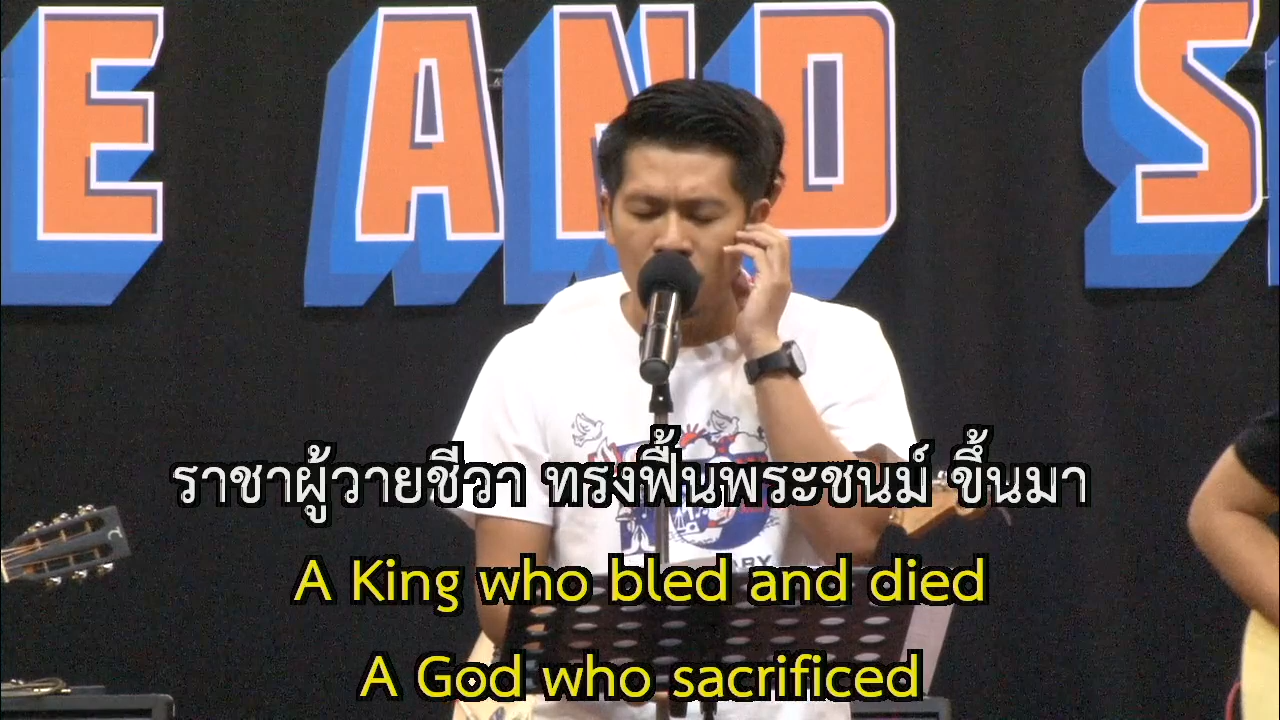 E AND S
ราชาผู้วายชีวา ทรงฟื้นพระชนม์ ขึ้นมา
A King who bled and died
A God who sacrificed